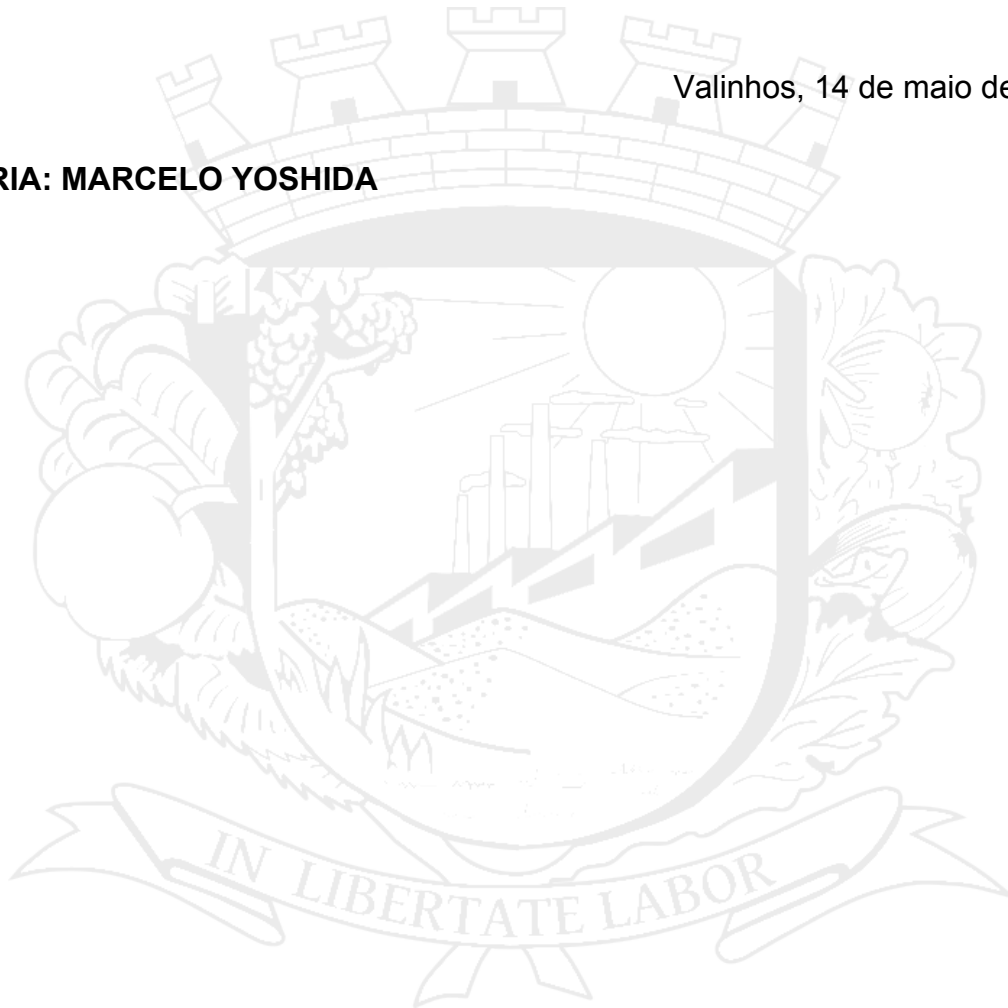 Valinhos, 14 de maio de
RIA: MARCELO YOSHIDA
IN LIBERTATE LABOR